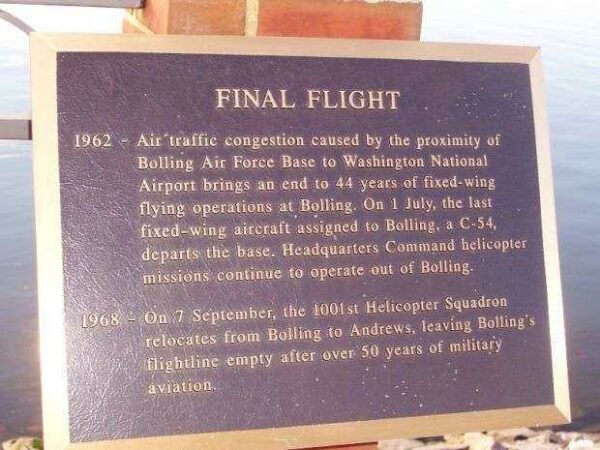 FINAL FLIGHT
1962 - Air traffic congestion caused by the proximity of
Bolling Air Force Base to Washington National
Airport brings an end to 44 years of fixed-wing
flying operations at Bolling. On 1 July, the last
fixed-wing aircraft assigned to Bolling, a C-54,
departs the base. Headquarters Command helicopter
missions continue to operate out of Bolling.
1968 - On 7 September, the 1001st Helicopter Squadron
relocates from Bolling to Andrews, leaving Bolling's
flightline empty after over 50 years of military
aviation.